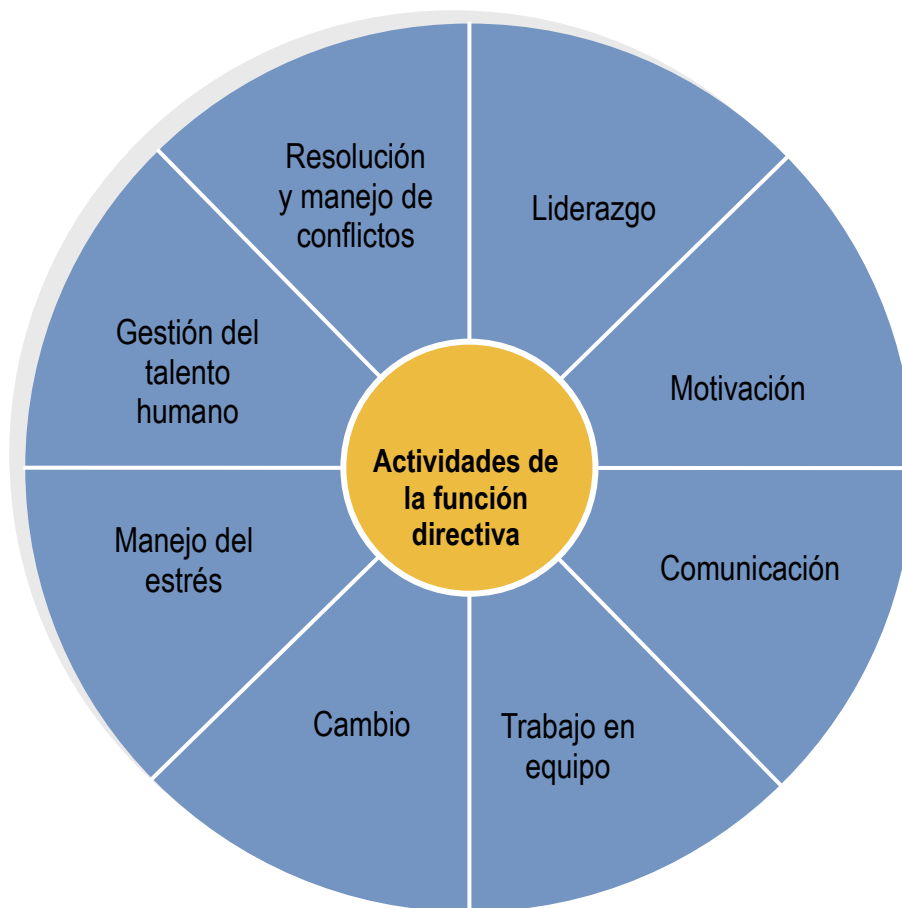 Resolución
y manejo de
conflictos
Liderazgo
Gestión del
talento
humano
Motivación
Actividades de
la función
directiva
Manejo del
estrés
Comunicación
Cambio
Trabajo en
equipo